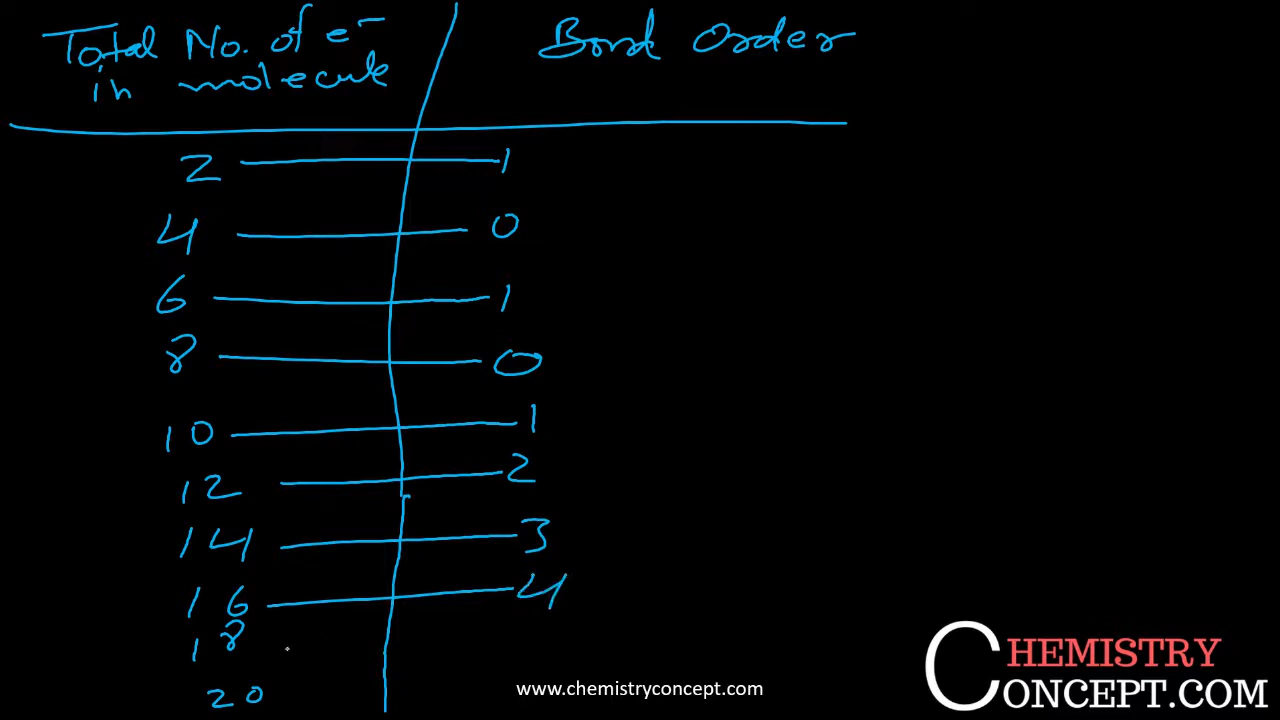 Total No. of e⁻ Bond Order
in molecule
2 1
4 0
6 1
8 0
10 1
12 2
14 3
16 4
18
20
www.chemistryconcept.com
CHEMISTRY
CONCEPT.COM